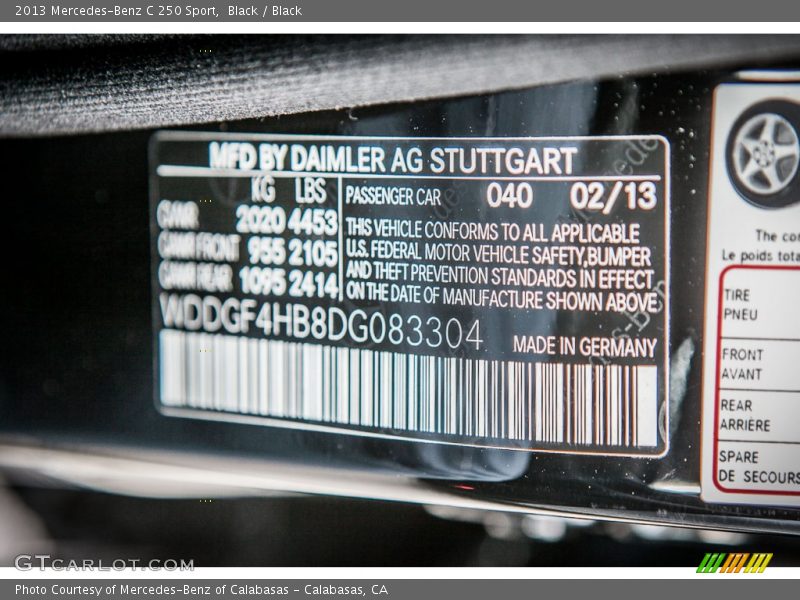 2013 Mercedes-Benz C 250 Sport, Black / Black
MFD BY DAIMLER AG STUTTGART
KG LBS
GAWR 2020 4453
GAWR FRONT 955 2105
GAWR REAR 1095 2414
PASSENGER CAR 040 02/13
THIS VEHICLE CONFORMS TO ALL APPLICABLE
U.S. FEDERAL MOTOR VEHICLE SAFETY,BUMPER
AND THEFT PREVENTION STANDARDS IN EFFECT
ON THE DATE OF MANUFACTURE SHOWN ABOVE
WDDGF4HB8DG083304
MADE IN GERMANY
The
Le poids
TIRE
PNEU
FRONT
AVANT
REAR
ARRIÈRE
SPARE
DE SECOURS
GTCARLOT.COM
Photo Courtesy of Mercedes-Benz of Calabasas - Calabasas, CA